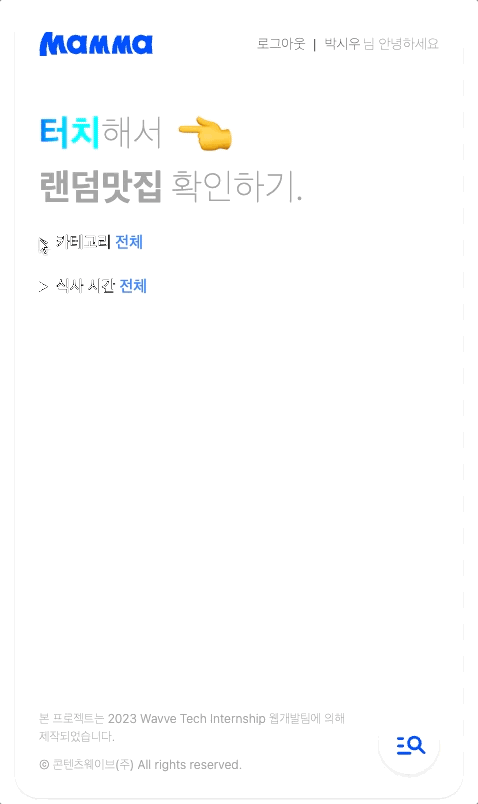 Mamma
로그아웃 | 박시우 님 안녕하세요
터치해서
랜덤맛집 확인하기.
> 카테고리 전체
> 식사 시간 전체
본 프로젝트는 2023 Wavve Tech Internship 웹개발팀에 의해
제작되었습니다.
© 콘텐츠웨이브(주) All rights reserved.